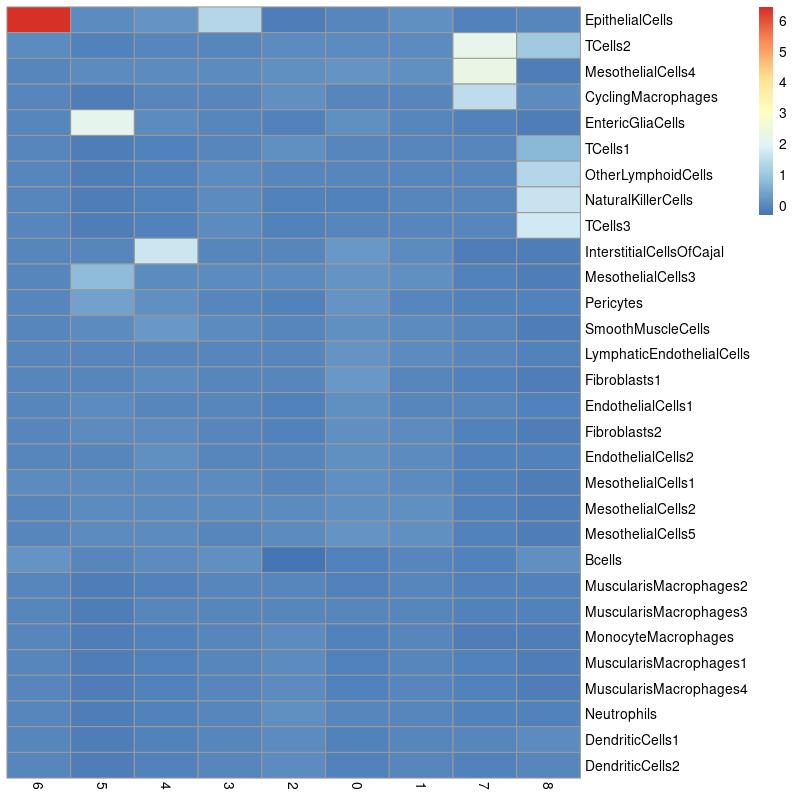 EpithelialCells
TCells2
MesothelialCells4
CyclingMacrophages
EntericGliaCells
TCells1
OtherLymphoidCells
NaturalKillerCells
TCells3
InterstitialCellsOfCajal
MesothelialCells3
Pericytes
SmoothMuscleCells
LymphaticEndothelialCells
Fibroblasts1
EndothelialCells1
Fibroblasts2
EndothelialCells2
MesothelialCells1
MesothelialCells2
MesothelialCells5
Bcells
MuscularisMacrophages2
MuscularisMacrophages3
MonocyteMacrophages
MuscularisMacrophages1
MuscularisMacrophages4
Neutrophils
DendriticCells1
DendriticCells2
6 5 4 3 2 0 1 7 8
6
5
4
3
2
1
0